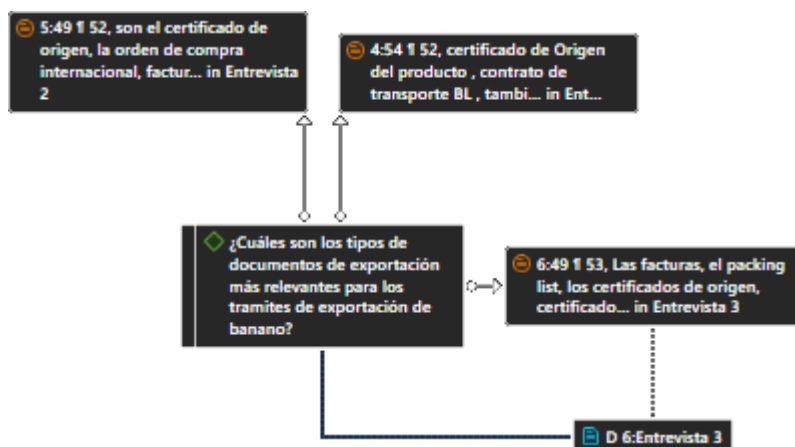 5:49 ¶ 52, son el certificado de
origen, la orden de compra
internacional, factur... in Entrevista
2
4:54 ¶ 52, certificado de Origen
del producto , contrato de
transporte BL , tambi... in Ent...
¿Cuáles son los tipos de
documentos de exportación
más relevantes para los
tramites de exportación de
banano?
6:49 ¶ 53, Las facturas, el packing
list, los certificados de origen,
certificado... in Entrevista 3
D 6:Entrevista 3